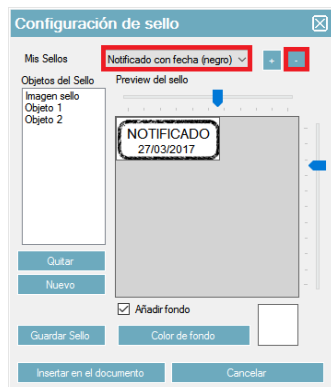 Configuración de sello
Mis Sellos
Notificado con fecha (negro)
+
-
Objetos del Sello
Preview del sello
Imagen sello
Objeto 1
Objeto 2
NOTIFICADO
27/03/2017
Quitar
Nuevo
Añadir fondo
Guardar Sello
Color de fondo
Insertar en el documento
Cancelar